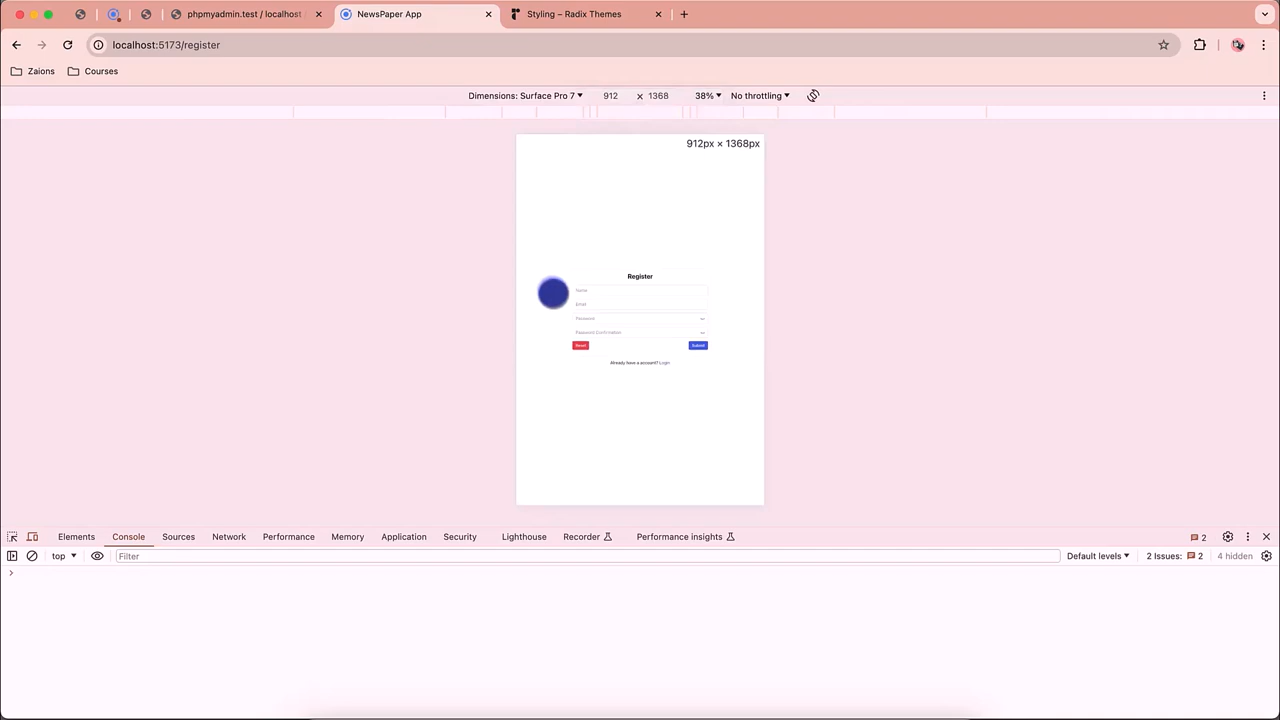 phpmyadmin.test / localhost
NewsPaper App
Styling – Radix Themes
localhost:5173/register
Zaions
Courses
Dimensions: Surface Pro 7
912 × 1368
38%
No throttling
912px × 1368px
Register
Name
Email
Password
Password Confirmation
Reset
Submit
Already have a account? Login
Elements
Console
Sources
Network
Performance
Memory
Application
Security
Lighthouse
Recorder
Performance insights
2
top
Filter
Default levels
2 Issues: 2
4 hidden